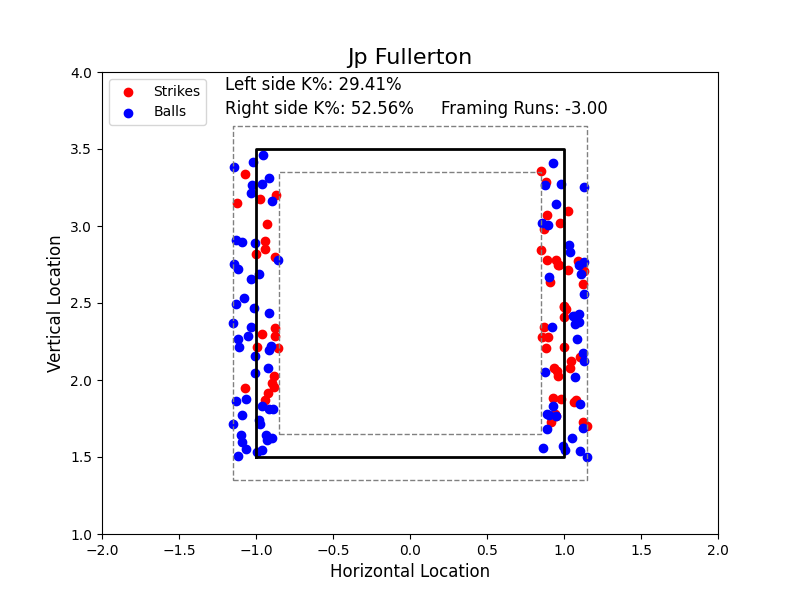 Jp Fullerton
Strikes
Balls
Left side K%: 29.41%
Right side K%: 52.56%
Framing Runs: -3.00
4.0
3.5
3.0
2.5
2.0
1.5
1.0
Vertical Location
−2.0 −1.5 −1.0 −0.5 0.0 0.5 1.0 1.5 2.0
Horizontal Location